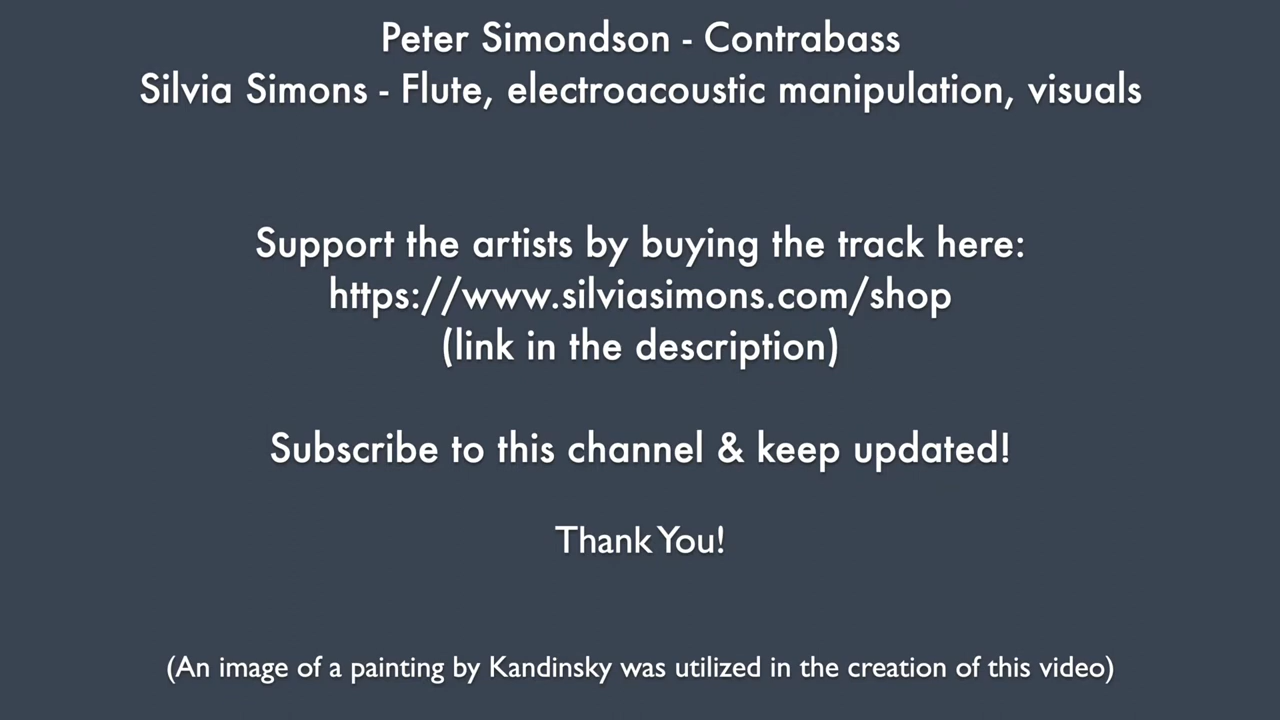 Peter Simondson - Contrabass
Silvia Simons - Flute, electroacoustic manipulation, visuals
Support the artists by buying the track here:
https://www.silviasimons.com/shop
(link in the description)
Subscribe to this channel & keep updated!
Thank You!
(An image of a painting by Kandinsky was utilized in the creation of this video)